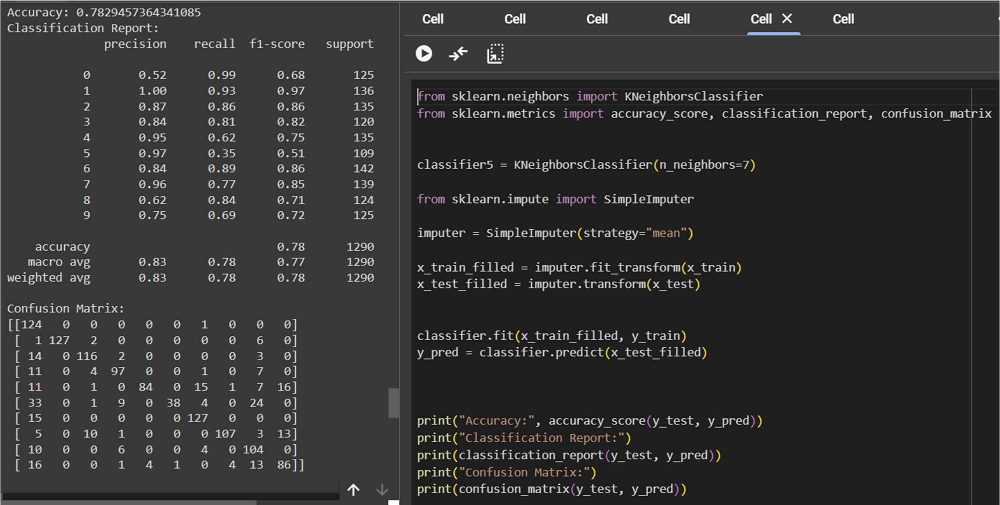 Accuracy: 0.7829457364341085
Classification Report:
precision recall f1-score support
0 0.52 0.99 0.68 125
1 1.00 0.93 0.97 136
2 0.87 0.86 0.86 135
3 0.84 0.81 0.82 120
4 0.95 0.62 0.75 135
5 0.97 0.35 0.51 109
6 0.84 0.89 0.86 142
7 0.96 0.77 0.85 139
8 0.62 0.84 0.71 124
9 0.75 0.69 0.72 125
accuracy 0.78 1290
macro avg 0.83 0.78 0.77 1290
weighted avg 0.83 0.78 0.78 1290
Confusion Matrix:
[[124 0 0 0 0 0 1 0 0 0]
[ 1 127 2 0 0 0 0 0 6 0]
[ 14 0 116 2 0 0 0 0 3 0]
[ 11 0 4 97 0 0 1 0 7 0]
[ 11 0 1 0 84 0 15 1 7 16]
[ 33 0 1 9 0 38 4 0 24 0]
[ 15 0 0 0 0 0 127 0 0 0]
[ 5 0 10 1 0 0 0 107 3 13]
[ 10 0 0 6 0 0 4 0 104 0]
[ 16 0 0 1 4 1 0 4 13 86]]
Cell Cell Cell Cell Cell Cell
from sklearn.neighbors import KNeighborsClassifier
from sklearn.metrics import accuracy_score, classification_report, confusion_matrix
classifier5 = KNeighborsClassifier(n_neighbors=7)
from sklearn.impute import SimpleImputer
imputer = SimpleImputer(strategy="mean")
x_train_filled = imputer.fit_transform(x_train)
x_test_filled = imputer.transform(x_test)
classifier.fit(x_train_filled, y_train)
y_pred = classifier.predict(x_test_filled)
print("Accuracy:", accuracy_score(y_test, y_pred))
print("Classification Report:")
print(classification_report(y_test, y_pred))
print("Confusion Matrix:")
print(confusion_matrix(y_test, y_pred))